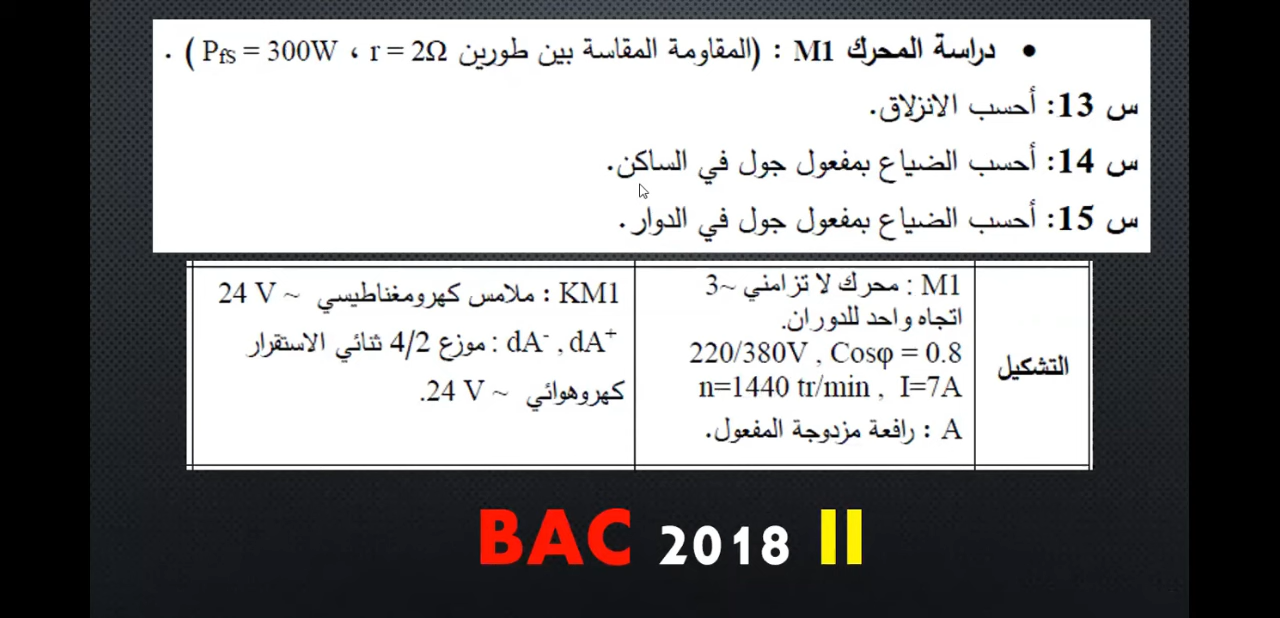 • دراسة المحرك M1 : (المقاومة المقاسة بين طورين r = 2Ω ، Pfs = 300W ) .
س 13: أحسب الانزلاق.
س 14: أحسب الضياع بمفعول جول في الساكن.
س 15: أحسب الضياع بمفعول جول في الدوار.
التشكيل
M1 : محرك لا تزامني ~3
اتجاه واحد للدوران.
220/380V , Cosφ = 0.8
n=1440 tr/min , I=7A
A : رافعة مزدوجة المفعول.
KM1 : ملامس كهرومغناطيسي ~ 24 V
dA⁻ , dA⁺ : موزع 4/2 ثنائي الاستقرار
كهروهوائي ~ 24 V.
BAC 2018 II